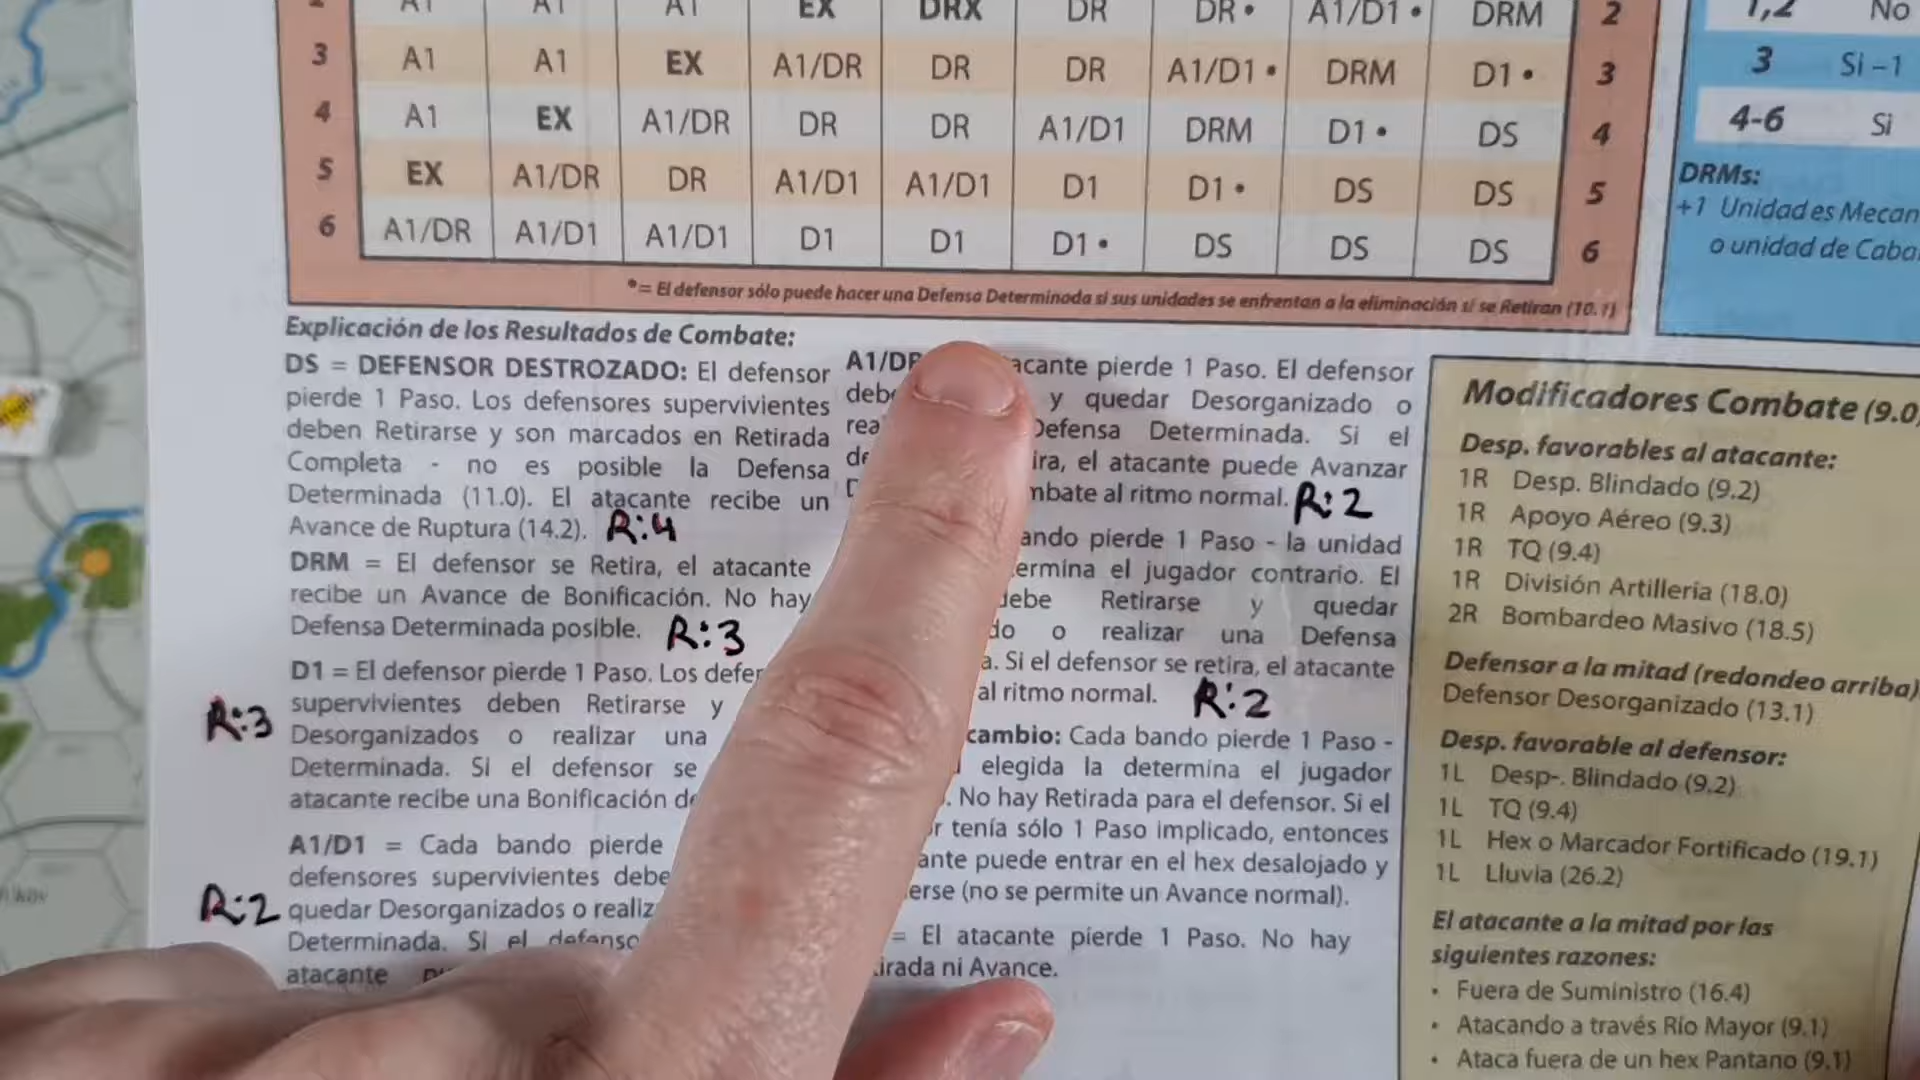 2 A1 A1 A1 EX DRX DR DR • A1/D1 • DRM 2
3 A1 A1 EX A1/DR DR DR A1/D1 • DRM D1 • 3
4 A1 EX A1/DR DR DR A1/D1 DRM D1 • DS 4
5 EX A1/DR DR A1/D1 A1/D1 D1 D1 • DS DS 5
6 A1/DR A1/D1 A1/D1 D1 D1 D1 • DS DS DS 6
*= El defensor sólo puede hacer una Defensa Determinada si sus unidades se enfrentan a la eliminación si se Retiran (10.1)
Explicación de los Resultados de Combate:
DS = DEFENSOR DESTROZADO: El defensor
pierde 1 Paso. Los defensores supervivientes
deben Retirarse y son marcados en Retirada
Completa - no es posible la Defensa
Determinada (11.0). El atacante recibe un
Avance de Ruptura (14.2). R:4
DRM = El defensor se Retira, el atacante
recibe un Avance de Bonificación. No hay
Defensa Determinada posible. R:3
D1 = El defensor pierde 1 Paso. Los
supervivientes deben Retirarse y
R:3 Desorganizados o realizar una
Determinada. Si el defensor se
atacante recibe una Bonificación
A1/D1 = Cada bando pierde
defensores supervivientes
R:2 quedar Desorganizados o
Determinada. Si el
atacante
A1/DR pierde 1 Paso. El defensor
y quedar Desorganizado o
Defensa Determinada. Si el
el atacante puede Avanzar
al ritmo normal. R:2
pierde 1 Paso - la unidad
el jugador contrario. El
Retirarse y quedar
o realizar una Defensa
Si el defensor se retira, el atacante
al ritmo normal. R:2
Cada bando pierde 1 Paso -
elegida la determina el jugador
No hay Retirada para el defensor. Si el
tenía sólo 1 Paso implicado, entonces
puede entrar en el hex desalojado y
(no se permite un Avance normal).
= El atacante pierde 1 Paso. No hay
ni Avance.
1,2 No
3 Si -1
4-6 Si
DRMs:
+1 Unidades
o unidad de
Modificadores Combate (9.0)
Desp. favorables al atacante:
1R Desp. Blindado (9.2)
1R Apoyo Aéreo (9.3)
1R TQ (9.4)
1R División Artillería (18.0)
2R Bombardeo Masivo (18.5)
Defensor a la mitad (redondeo arriba)
Defensor Desorganizado (13.1)
Desp. favorable al defensor:
1L Desp-. Blindado (9.2)
1L TQ (9.4)
1L Hex o Marcador Fortificado (19.1)
1L Lluvia (26.2)
El atacante a la mitad por las
siguientes razones:
• Fuera de Suministro (16.4)
• Atacando a través Río Mayor (9.1)
• Ataca fuera de un hex Pantano (9.1)